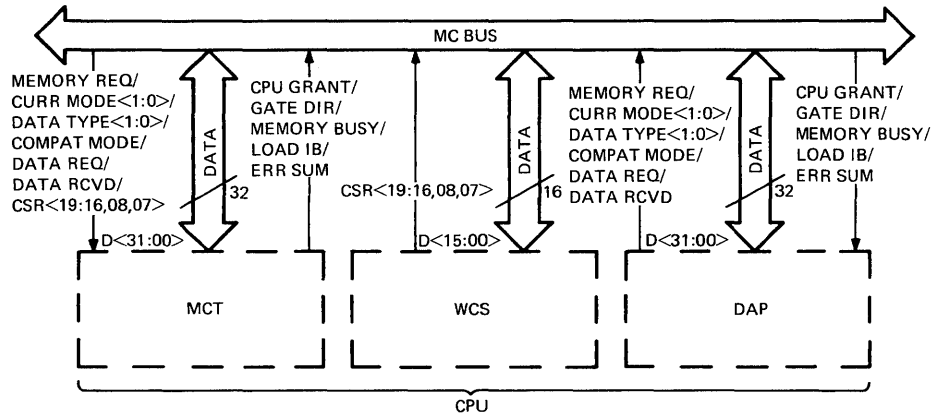 MC BUS
MEMORY REQ/
CURR MODE<1:0>/
DATA TYPE<1:0>/
COMPAT MODE/
DATA REQ/
DATA RCVD/
CSR<19:16,08,07>
DATA
32
D<31:00>
CPU GRANT/
GATE DIR/
MEMORY BUSY/
LOAD IB/
ERR SUM
CSR<19:16,08,07>
DATA
16
D<15:00>
MEMORY REQ/
CURR MODE<1:0>/
DATA TYPE<1:0>/
COMPAT MODE/
DATA REQ/
DATA RCVD
DATA
32
D<31:00>
CPU GRANT/
GATE DIR/
MEMORY BUSY/
LOAD IB/
ERR SUM
MCT
WCS
DAP
CPU